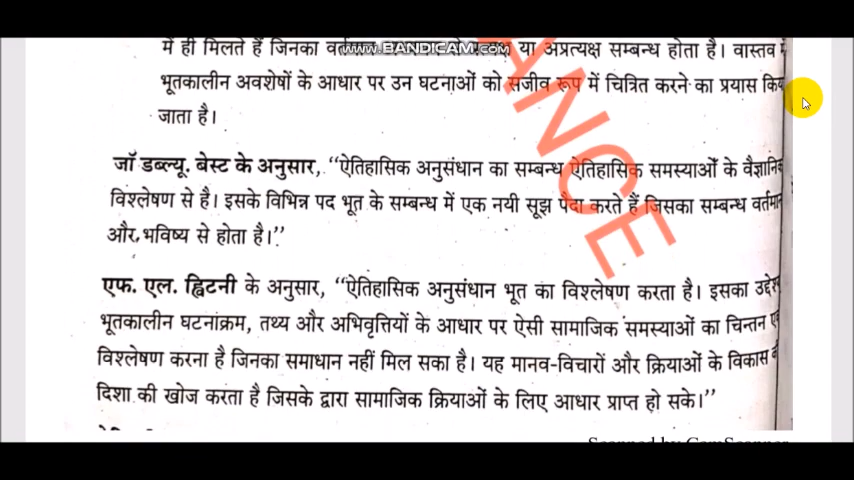 में ही मिलते हैं जिनका या अप्रत्यक्ष सम्बन्ध होता है। वास्तव में
www.BANDICAM.com
भूतकालीन अवशेषों के आधार पर उन घटनाओं को सजीव रूप में चित्रित करने का प्रयास किया
जाता है।
जॉ डब्ल्यू. बेस्ट के अनुसार, “ऐतिहासिक अनुसंधान का सम्बन्ध ऐतिहासिक समस्याओं के वैज्ञानिक
विश्लेषण से है। इसके विभिन्न पद भूत के सम्बन्ध में एक नयी सूझ पैदा करते हैं जिसका सम्बन्ध वर्तमान
और भविष्य से होता है।”
एफ. एल. ह्विटनी के अनुसार, “ऐतिहासिक अनुसंधान भूत का विश्लेषण करता है। इसका उद्देश्य
भूतकालीन घटनाक्रम, तथ्य और अभिवृत्तियों के आधार पर ऐसी सामाजिक समस्याओं का चिन्तन एवं
विश्लेषण करना है जिनका समाधान नहीं मिल सका है। यह मानव-विचारों और क्रियाओं के विकास की
दिशा की खोज करता है जिसके द्वारा सामाजिक क्रियाओं के लिए आधार प्राप्त हो सके।”
ANCE
Scanned by CamScanner